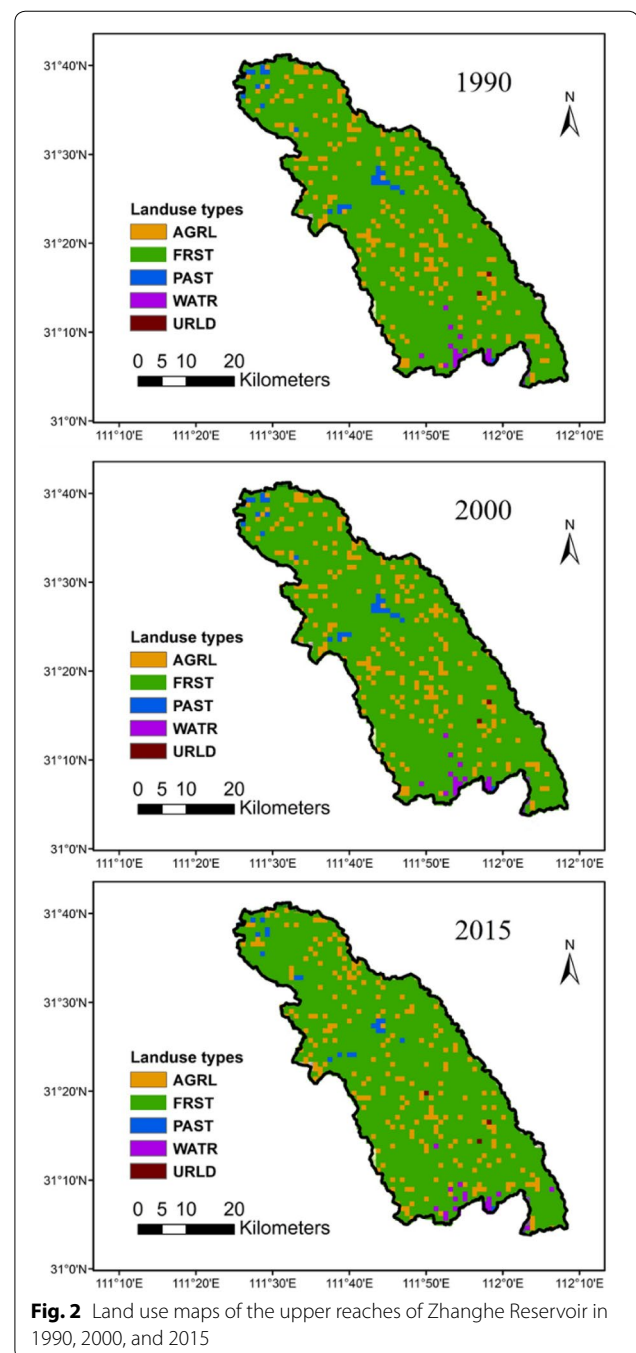 1990
N
31°40'N
31°30'N
31°20'N
31°10'N
31°0'N
Landuse types
AGRL
FRST
PAST
WATR
URLD
0 5 10 20
Kilometers
111°10'E 111°20'E 111°30'E 111°40'E 111°50'E 112°0'E 112°10'E
2000
N
31°40'N
31°30'N
31°20'N
31°10'N
31°0'N
Landuse types
AGRL
FRST
PAST
WATR
URLD
0 5 10 20
Kilometers
111°10'E 111°20'E 111°30'E 111°40'E 111°50'E 112°0'E 112°10'E
2015
N
31°40'N
31°30'N
31°20'N
31°10'N
31°0'N
Landuse types
AGRL
FRST
PAST
WATR
URLD
0 5 10 20
Kilometers
111°10'E 111°20'E 111°30'E 111°40'E 111°50'E 112°0'E 112°10'E
Fig. 2 Land use maps of the upper reaches of Zhanghe Reservoir in
1990, 2000, and 2015